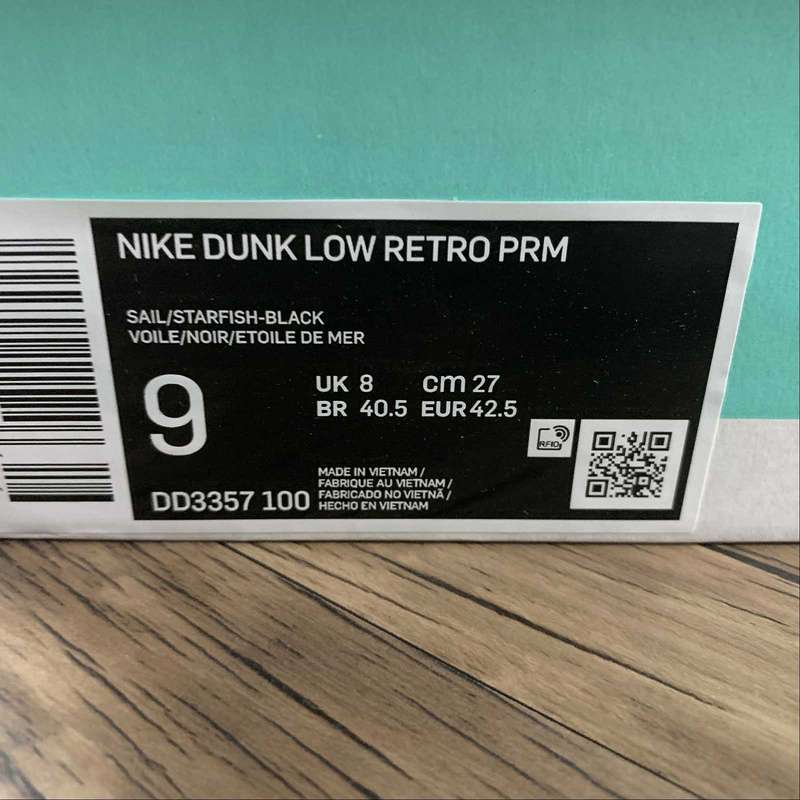 NIKE DUNK LOW RETRO PRM
SAIL/STARFISH-BLACK
VOILE/NOIR/ETOILE DE MER
9
UK 8 cm 27
BR 40.5 EUR 42.5
RFID
DD3357 100
MADE IN VIETNAM /
FABRIQUE AU VIETNAM /
FABRICADO NO VIETNÃ /
HECHO EN VIETNAM